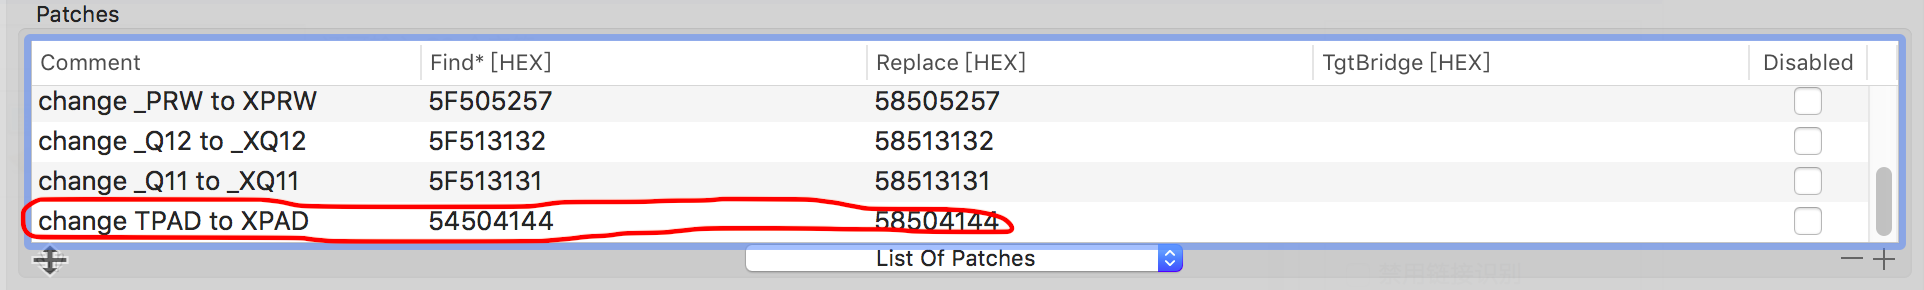 Patches
Comment Find* [HEX] Replace [HEX] TgtBridge [HEX] Disabled
change _PRW to XPRW 5F505257 58505257
change _Q12 to _XQ12 5F513132 58513132
change _Q11 to _XQ11 5F513131 58513131
change TPAD to XPAD 54504144 58504144
List Of Patches